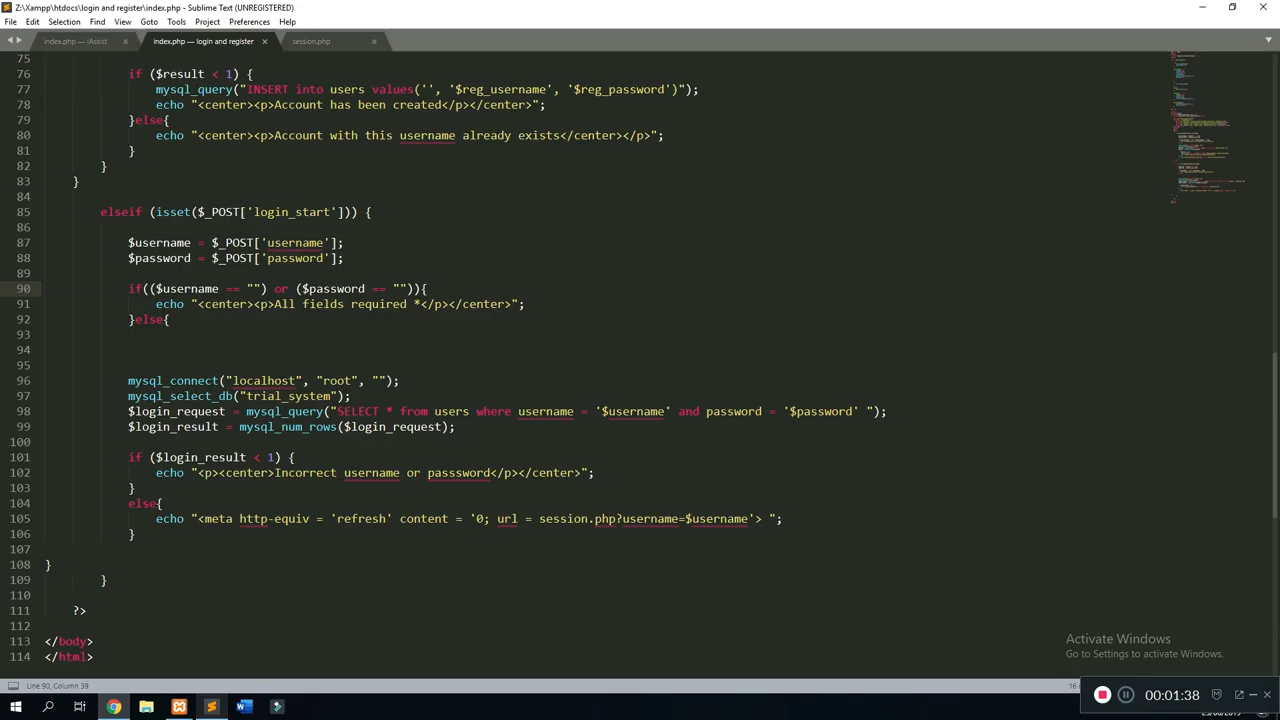 Z:\Xampp\htdocs\login and register\index.php - Sublime Text (UNREGISTERED)
File Edit Selection Find View Goto Tools Project Preferences Help
index.php — iAssist × index.php — login and register × session.php ×
75
76 if ($result < 1) {
77 mysql_query("INSERT into users values('', '$reg_username', '$reg_password')");
78 echo "<center><p>Account has been created</p></center>";
79 }else{
80 echo "<center><p>Account with this username already exists</center></p>";
81 }
82 }
83 }
84
85 elseif (isset($_POST['login_start'])) {
86
87 $username = $_POST['username'];
88 $password = $_POST['password'];
89
90 if(($username == "") or ($password == "")){
91 echo "<center><p>All fields required *</p></center>";
92 }else{
93
94
95
96 mysql_connect("localhost", "root", "");
97 mysql_select_db("trial_system");
98 $login_request = mysql_query("SELECT * from users where username = '$username' and password = '$password' ");
99 $login_result = mysql_num_rows($login_request);
100
101 if ($login_result < 1) {
102 echo "<p><center>Incorrect username or passsword</p></center>";
103 }
104 else{
105 echo "<meta http-equiv = 'refresh' content = '0; url = session.php?username=$username'> ";
106 }
107
108 }
109 }
110
111 ?>
112
113 </body>
114 </html>
Activate Windows
Go to Settings to activate Windows.
Line 90, Column 39
00:01:38